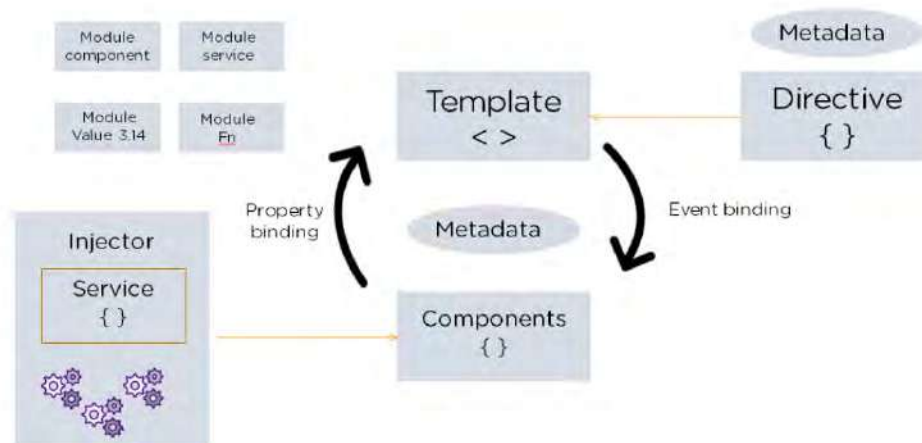 Module
component
Module
service
Module
Value 3.14
Module
Fn
Metadata
Template
< >
Directive
{ }
Property
binding
Event binding
Metadata
Injector
Service
{ }
Components
{ }